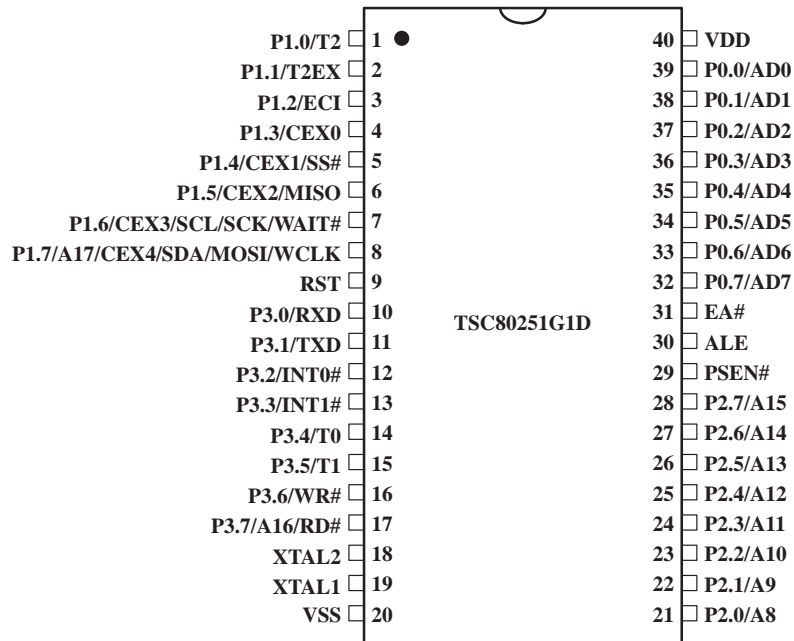 P1.0/T2 1 40 VDD
P1.1/T2EX 2 39 P0.0/AD0
P1.2/ECI 3 38 P0.1/AD1
P1.3/CEX0 4 37 P0.2/AD2
P1.4/CEX1/SS# 5 36 P0.3/AD3
P1.5/CEX2/MISO 6 35 P0.4/AD4
P1.6/CEX3/SCL/SCK/WAIT# 7 34 P0.5/AD5
P1.7/A17/CEX4/SDA/MOSI/WCLK 8 33 P0.6/AD6
RST 9 32 P0.7/AD7
P3.0/RXD 10 31 EA#
TSC80251G1D
P3.1/TXD 11 30 ALE
P3.2/INT0# 12 29 PSEN#
P3.3/INT1# 13 28 P2.7/A15
P3.4/T0 14 27 P2.6/A14
P3.5/T1 15 26 P2.5/A13
P3.6/WR# 16 25 P2.4/A12
P3.7/A16/RD# 17 24 P2.3/A11
XTAL2 18 23 P2.2/A10
XTAL1 19 22 P2.1/A9
VSS 20 21 P2.0/A8